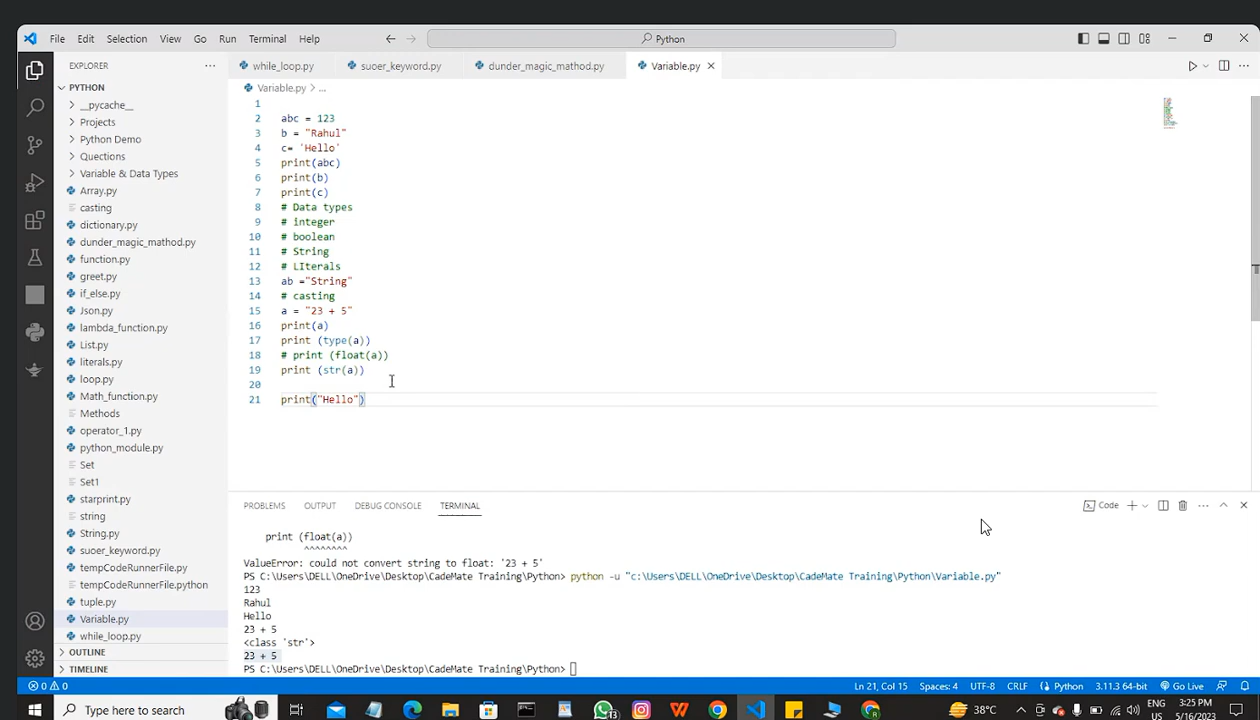 File Edit Selection View Go Run Terminal Help Python
EXPLORER
while_loop.py suoer_keyword.py dunder_magic_mathod.py Variable.py
PYTHON
Variable.py > ...
__pycache__
Projects
Python Demo
Quections
Variable & Data Types
Array.py
casting
dictionary.py
dunder_magic_mathod.py
function.py
greet.py
if_else.py
Json.py
lambda_function.py
List.py
literals.py
loop.py
Math_function.py
Methods
operator_1.py
python_module.py
Set
Set1
starprint.py
string
String.py
suoer_keyword.py
tempCodeRunnerFile.py
tempCodeRunnerFile.python
tuple.py
Variable.py
while_loop.py
OUTLINE
TIMELINE
1
2 abc = 123
3 b = "Rahul"
4 c= 'Hello'
5 print(abc)
6 print(b)
7 print(c)
8 # Data types
9 # integer
10 # boolean
11 # String
12 # LIterals
13 ab ="String"
14 # casting
15 a = "23 + 5"
16 print(a)
17 print (type(a))
18 # print (float(a))
19 print (str(a))
20
21 print("Hello")
PROBLEMS OUTPUT DEBUG CONSOLE TERMINAL Code
print (float(a))
^^^^^^^^
ValueError: could not convert string to float: '23 + 5'
PS C:\Users\DELL\OneDrive\Desktop\CadeMate Training\Python> python -u "c:\Users\DELL\OneDrive\Desktop\CadeMate Training\Python\Variable.py"
123
Rahul
Hello
23 + 5
<class 'str'>
23 + 5
PS C:\Users\DELL\OneDrive\Desktop\CadeMate Training\Python>
0 0 Ln 21, Col 15 Spaces: 4 UTF-8 CRLF Python 3.11.3 64-bit Go Live
Type here to search 13 38°C ENG 3:25 PM
IN 5/16/2023